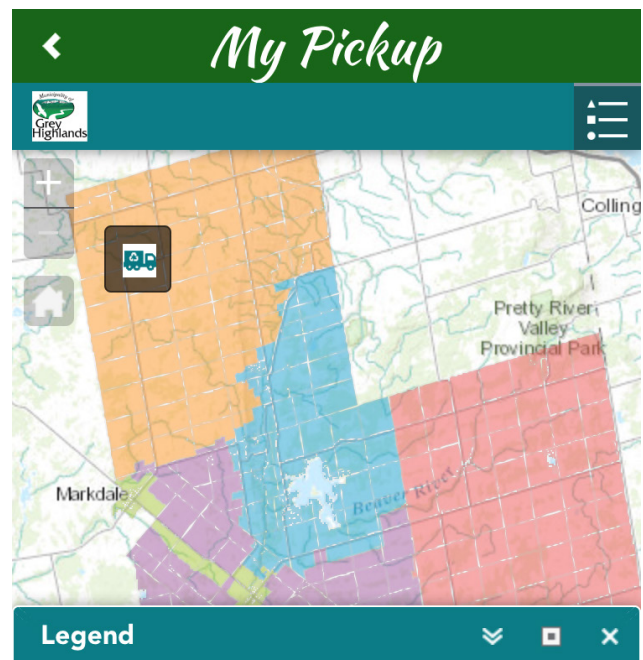 My Pickup
Municipality of
Grey
Highlands
Colling
Pretty River
Valley
Provincial Park
Markdale
Beaver River
Legend